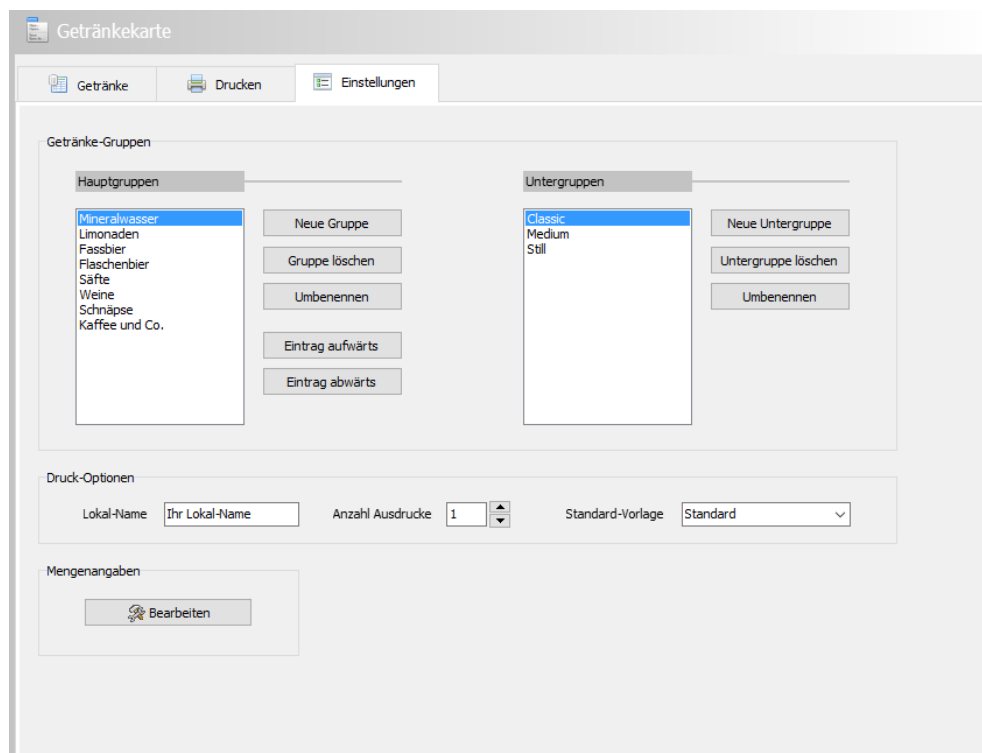 Getränkekarte
Getränke
Drucken
Einstellungen
Getränke-Gruppen
Hauptgruppen
Mineralwasser
Limonaden
Fassbier
Flaschenbier
Säfte
Weine
Schnäpse
Kaffee und Co.
Neue Gruppe
Gruppe löschen
Umbenennen
Eintrag aufwärts
Eintrag abwärts
Untergruppen
Classic
Medium
Still
Neue Untergruppe
Untergruppe löschen
Umbenennen
Druck-Optionen
Lokal-Name
Ihr Lokal-Name
Anzahl Ausdrucke
1
Standard-Vorlage
Standard
Mengenangaben
Bearbeiten